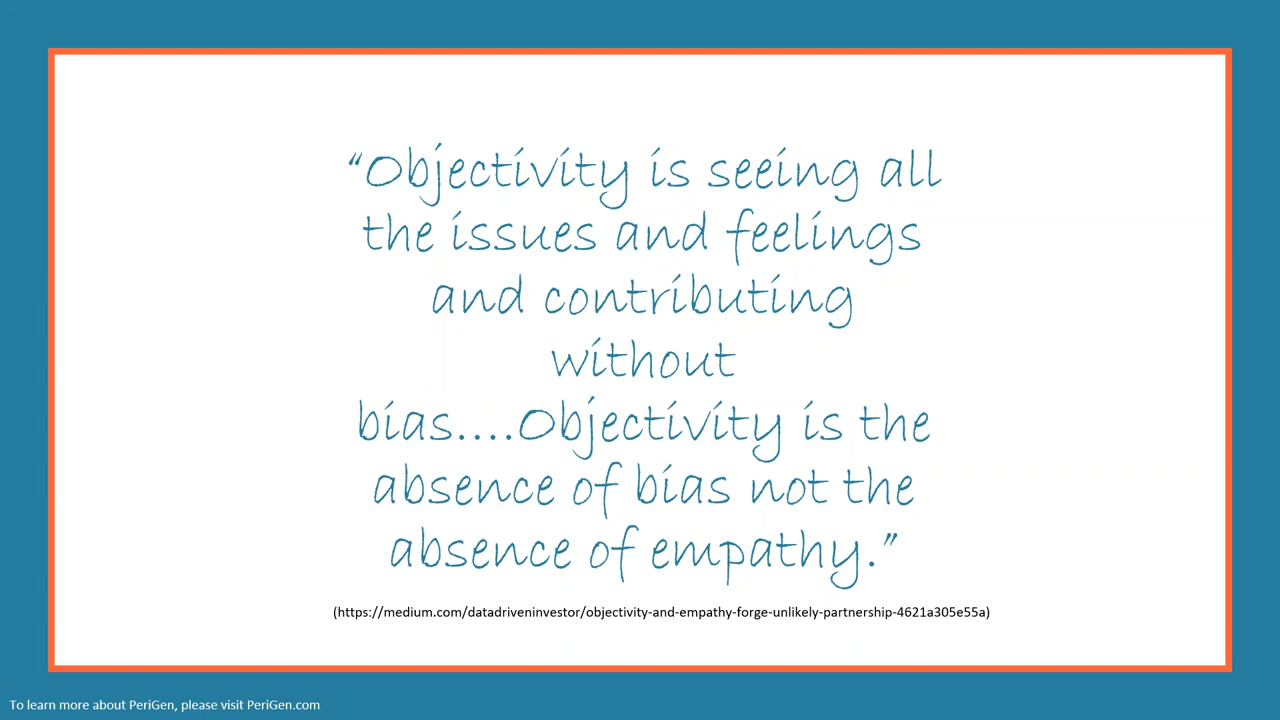 “Objectivity is seeing all
the issues and feelings
and contributing
without
bias....Objectivity is the
absence of bias not the
absence of empathy.”
(https://medium.com/datadriveninvestor/objectivity-and-empathy-forge-unlikely-partnership-4621a305e55a)
To learn more about PeriGen, please visit PeriGen.com